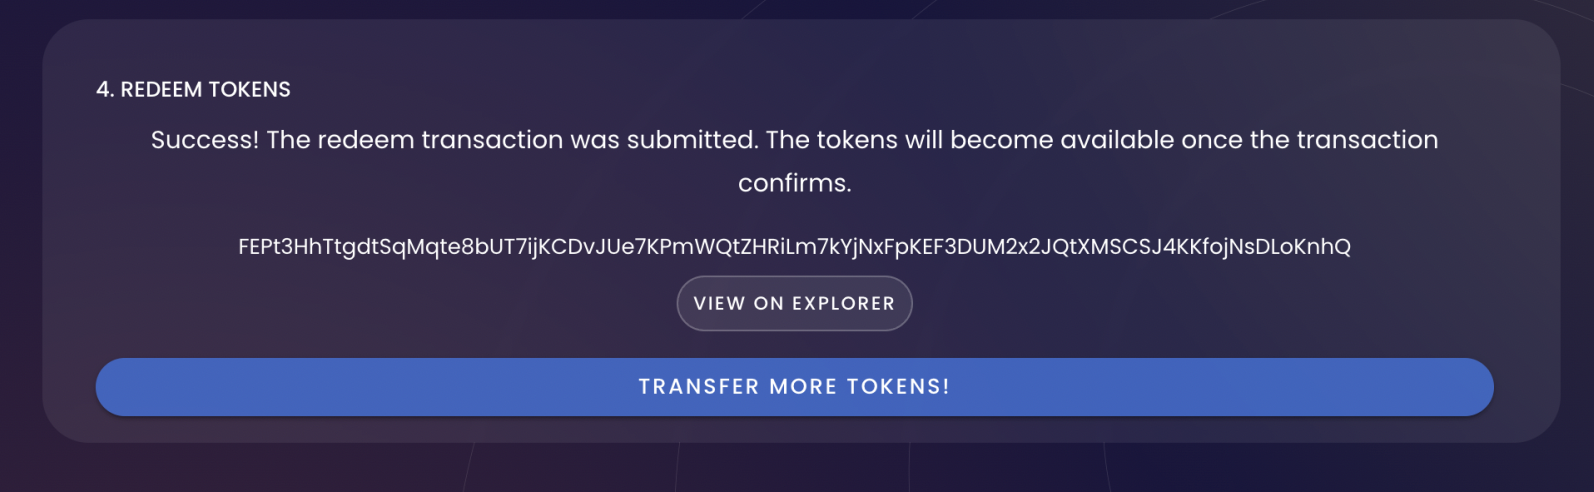 4. REDEEM TOKENS
Success! The redeem transaction was submitted. The tokens will become available once the transaction
confirms.
FEPt3HhTtgdtSqMqte8bUT7ijKCDvJUe7KPmWQtZHRiLm7kYjNxFpKEF3DUM2x2JQtXMSCSJ4KKfojNsDLoKnhQ
VIEW ON EXPLORER
TRANSFER MORE TOKENS!